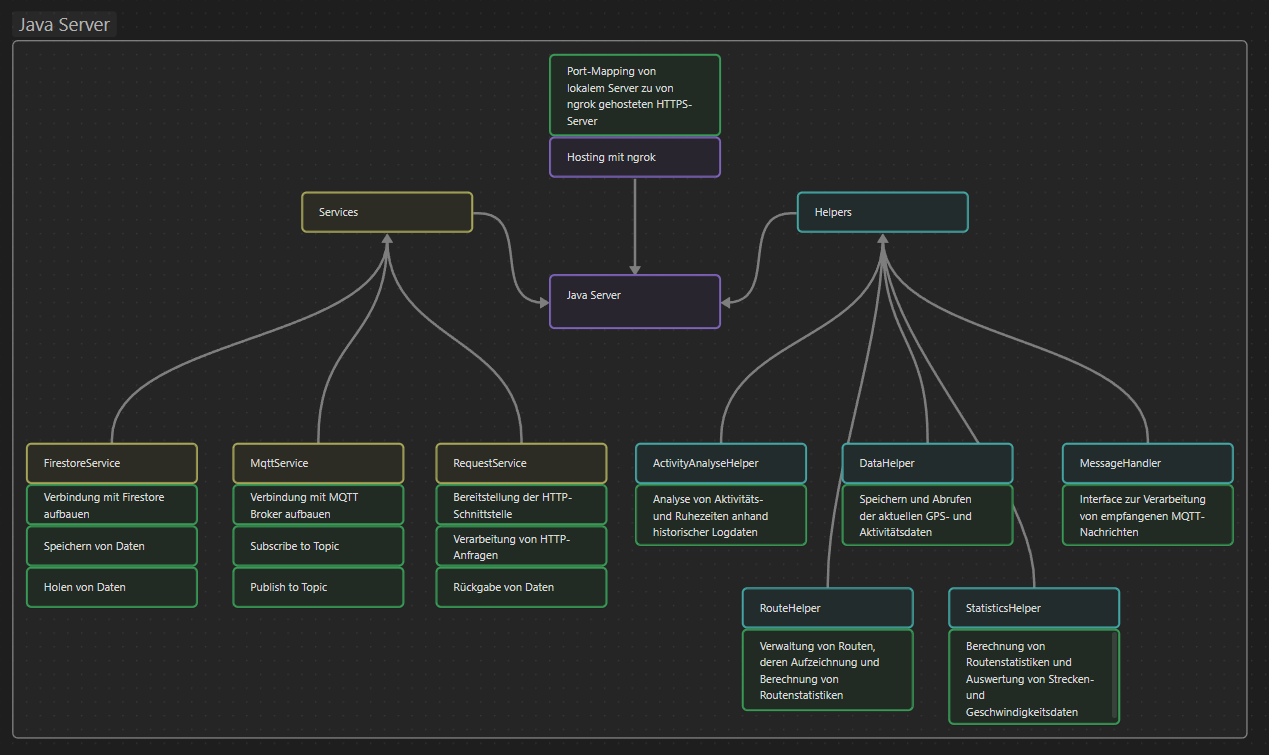 Java Server
Port-Mapping von
lokalem Server zu von
ngrok gehosteten HTTPS-
Server
Hosting mit ngrok
Services
Helpers
Java Server
FirestoreService
Verbindung mit Firestore
aufbauen
Speichern von Daten
Holen von Daten
MqttService
Verbindung mit MQTT
Broker aufbauen
Subscribe to Topic
Publish to Topic
RequestService
Bereitstellung der HTTP-
Schnittstelle
Verarbeitung von HTTP-
Anfragen
Rückgabe von Daten
ActivityAnalyseHelper
Analyse von Aktivitäts-
und Ruhezeiten anhand
historischer Logdaten
DataHelper
Speichern und Abrufen
der aktuellen GPS- und
Aktivitätsdaten
MessageHandler
Interface zur Verarbeitung
von empfangenen MQTT-
Nachrichten
RouteHelper
Verwaltung von Routen,
deren Aufzeichnung und
Berechnung von
Routenstatistiken
StatisticsHelper
Berechnung von
Routenstatistiken und
Auswertung von Strecken-
und
Geschwindigkeitsdaten